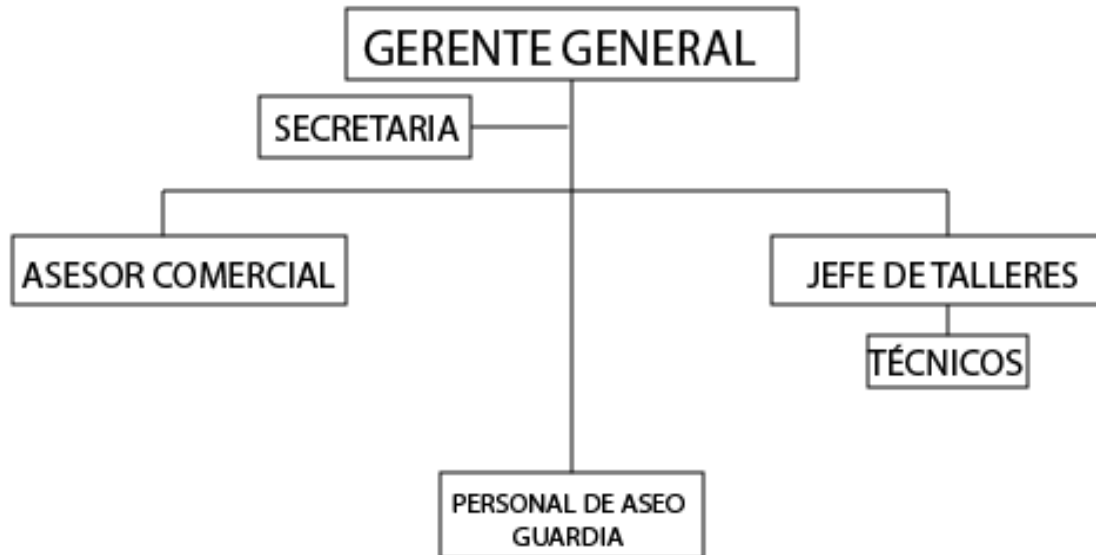 GERENTE GENERAL
SECRETARIA
ASESOR COMERCIAL
JEFE DE TALLERES
TÉCNICOS
PERSONAL DE ASEO
GUARDIA